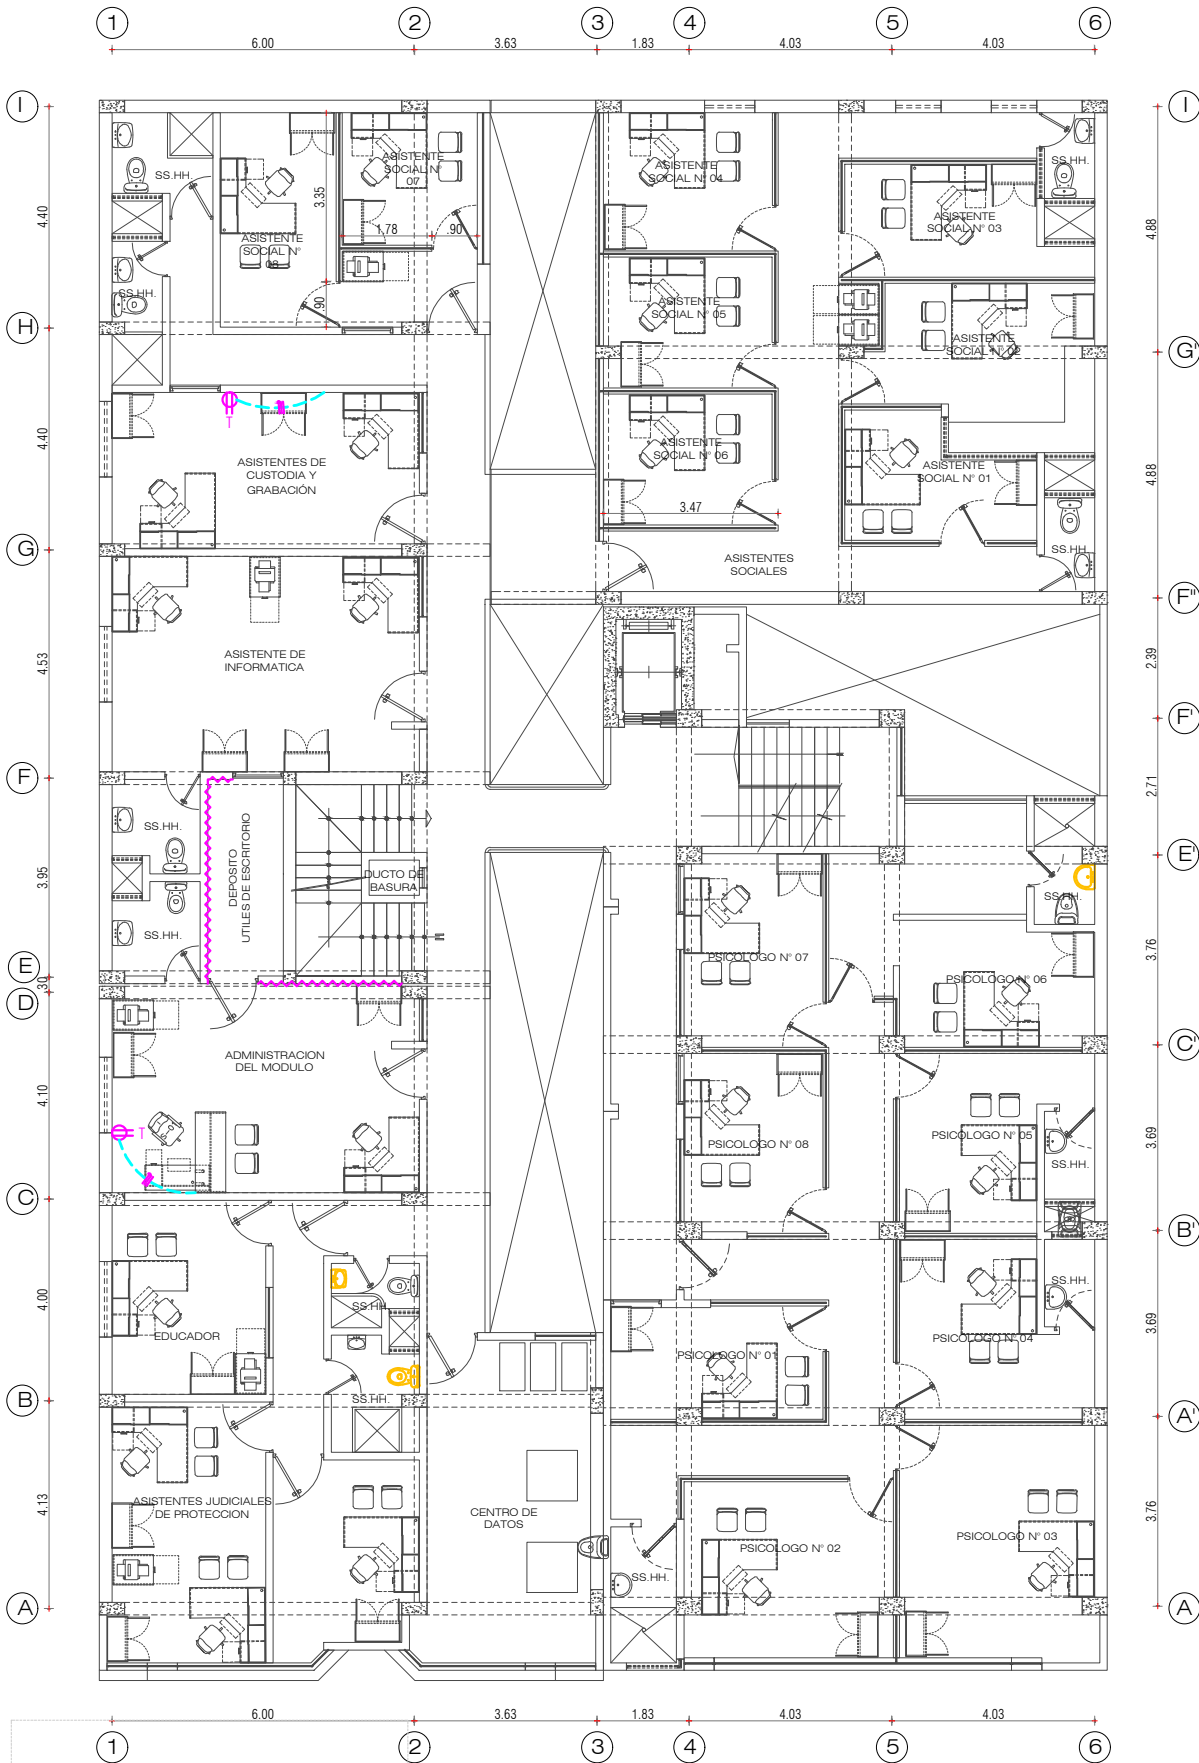 1 2 3 4 5 6
6.00 3.63 1.83 4.03 4.03
I I
ASISTENTE
SOCIAL N°
07
ASISTENTE
SOCIAL N° 04
SS.HH.
SS.HH.
3.35
4.40
ASISTENTE
SOCIAL N° 03
4.88
1.78 .90
ASISTENTE
SOCIAL N°
08
SS.HH.
.90
ASISTENTE
SOCIAL N° 05
ASISTENTE
SOCIAL N° 02
H
G'
4.40
T
ASISTENTES DE
CUSTODIA Y
GRABACIÓN
ASISTENTE
SOCIAL N° 06
ASISTENTE
SOCIAL N° 01
4.88
3.47
G
SS.HH.
ASISTENTES
SOCIALES
F"
4.53
ASISTENTE DE
INFORMATICA
2.39
F'
F
2.71
SS.HH.
DEPOSITO
UTILES DE ESCRITORIO
DUCTO DE
BASURA
E'
3.95
SS.HH.
SS.HH.
3.76
PSICOLOGO N° 07
PSICOLOGO N° 06
E
.30
D
C'
ADMINISTRACION
DEL MODULO
4.10
T
PSICOLOGO N° 08
PSICOLOGO N° 05
3.69
SS.HH.
C
B'
4.00
SS.HH.
SS.HH.
EDUCADOR
PSICOLOGO N° 01
PSICOLOGO N° 04
3.69
B
SS.HH.
A'
ASISTENTES JUDICIALES
DE PROTECCION
4.13
CENTRO DE
DATOS
PSICOLOGO N° 02
PSICOLOGO N° 03
3.76
SS.HH.
A A
6.00 3.63 1.83 4.03 4.03
1 2 3 4 5 6